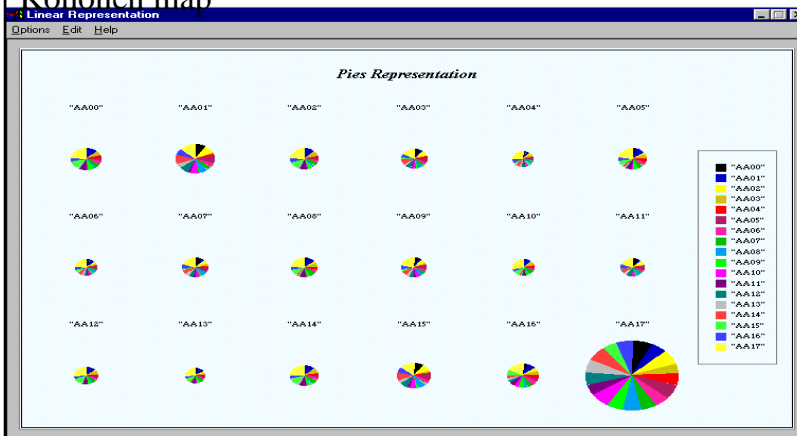 Kohonen map
Linear Representation
Options Edit Help
Pies Representation
"AA00" "AA01" "AA02" "AA03" "AA04" "AA05"
"AA06" "AA07" "AA08" "AA09" "AA10" "AA11"
"AA12" "AA13" "AA14" "AA15" "AA16" "AA17"
"AA00"
"AA01"
"AA02"
"AA03"
"AA04"
"AA05"
"AA06"
"AA07"
"AA08"
"AA09"
"AA10"
"AA11"
"AA12"
"AA13"
"AA14"
"AA15"
"AA16"
"AA17"